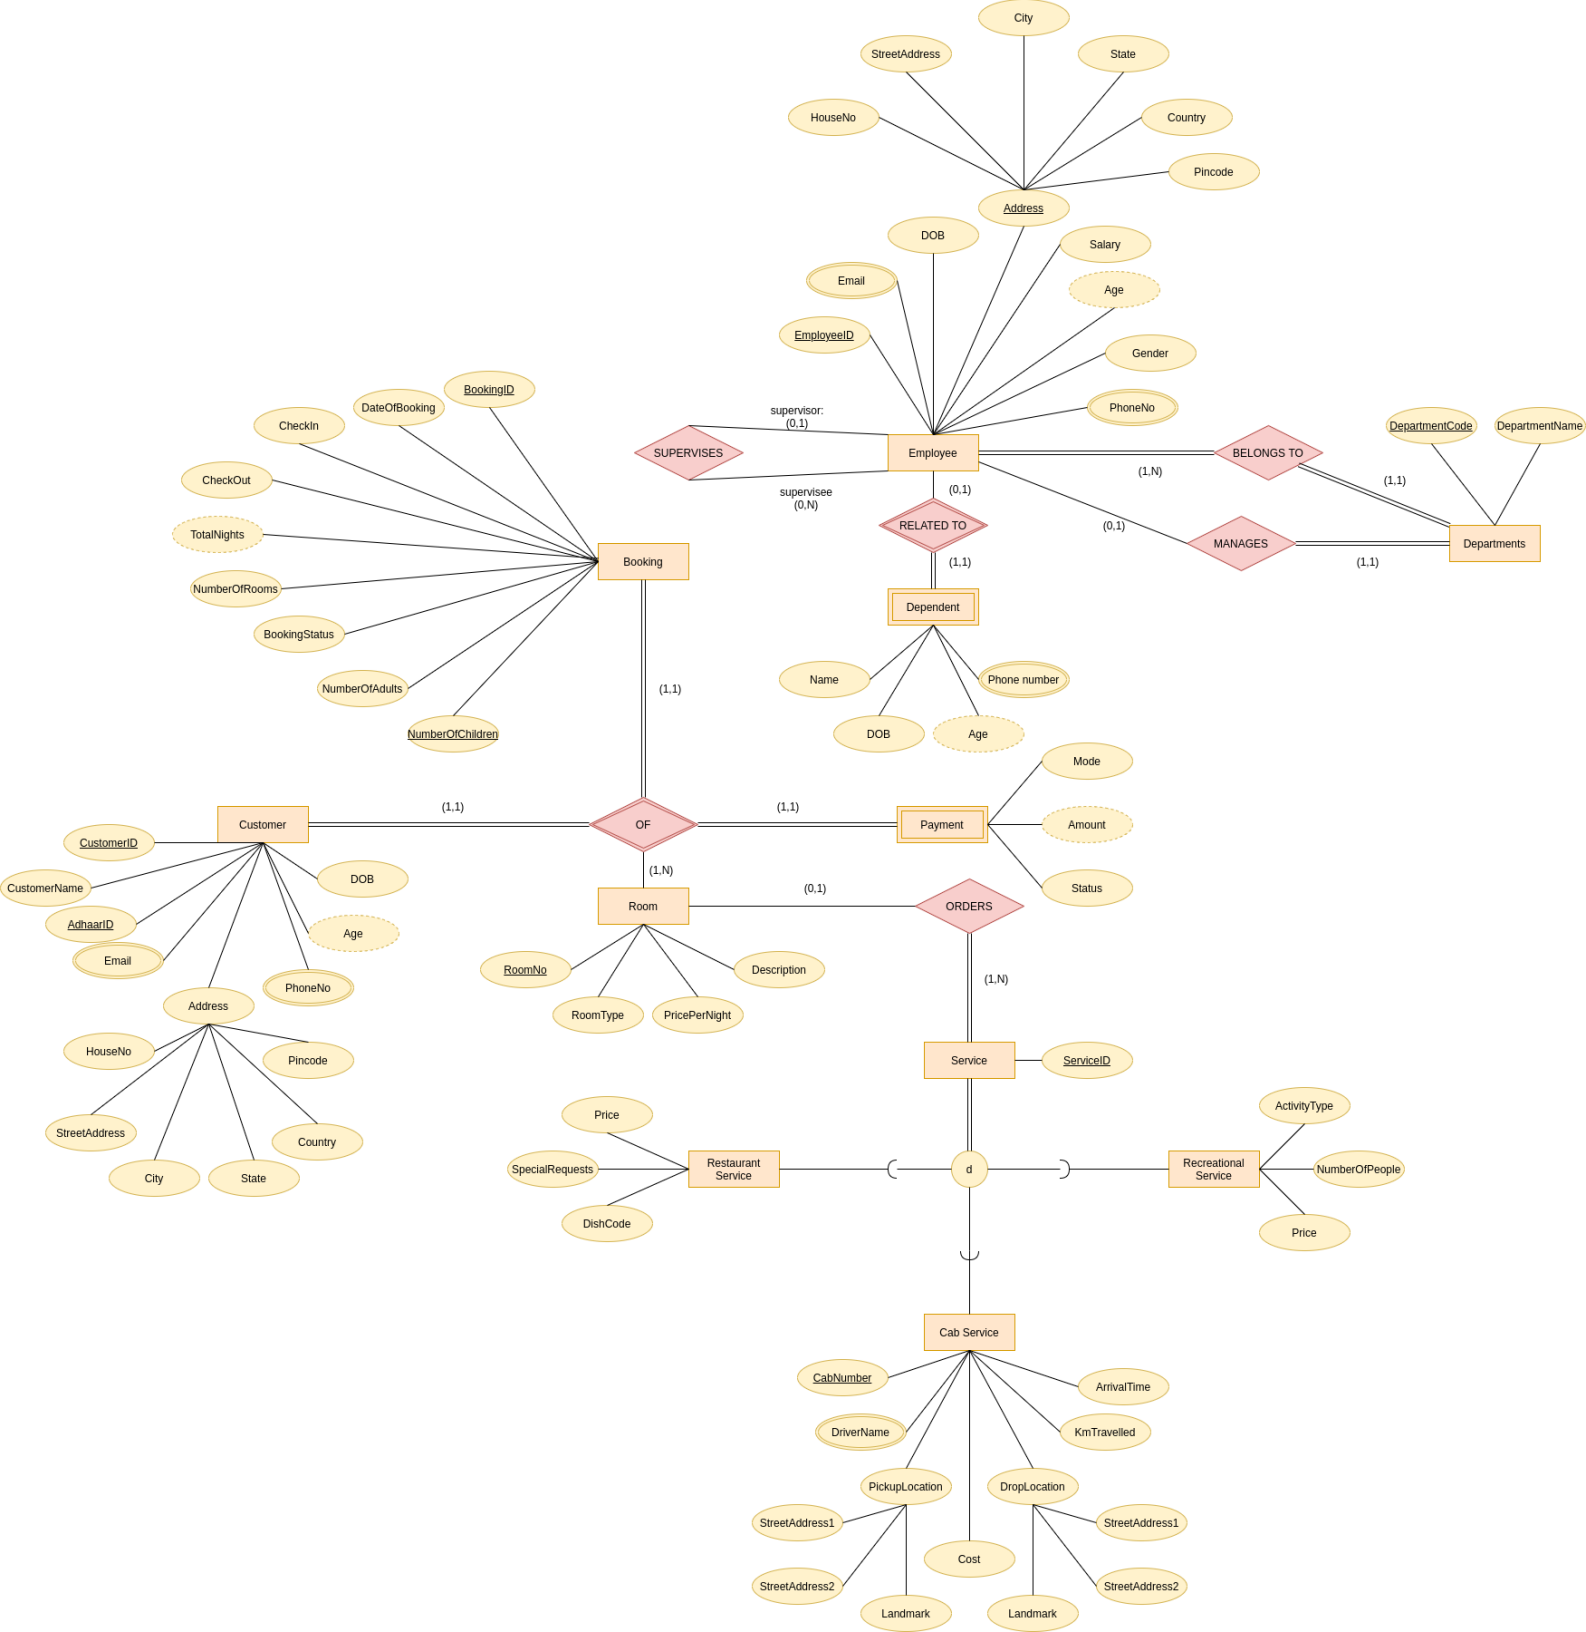 City
StreetAddress
State
HouseNo
Country
Pincode
Address
DOB
Salary
Email
Age
EmployeeID
Gender
PhoneNo
supervisor:
(0,1)
SUPERVISES
Employee
supervisee
(0,N)
(1,N)
BELONGS TO
(1,1)
DepartmentCode
DepartmentName
(0,1)
RELATED TO
(0,1)
MANAGES
(1,1)
Departments
(1,1)
Dependent
Name
Phone number
DOB
Age
BookingID
DateOfBooking
CheckIn
CheckOut
TotalNights
Booking
NumberOfRooms
BookingStatus
NumberOfAdults
NumberOfChildren
(1,1)
Mode
Customer
(1,1)
OF
(1,1)
Payment
Amount
Status
CustomerID
CustomerName
AdhaarID
Email
DOB
Age
PhoneNo
Address
HouseNo
Pincode
StreetAddress
Country
City
State
(1,N)
Room
(0,1)
ORDERS
RoomNo
Description
RoomType
PricePerNight
(1,N)
Service
ServiceID
Price
SpecialRequests
DishCode
Restaurant
Service
d
Recreational
Service
ActivityType
NumberOfPeople
Price
Cab Service
CabNumber
ArrivalTime
DriverName
KmTravelled
PickupLocation
DropLocation
StreetAddress1
StreetAddress1
Cost
StreetAddress2
StreetAddress2
Landmark
Landmark